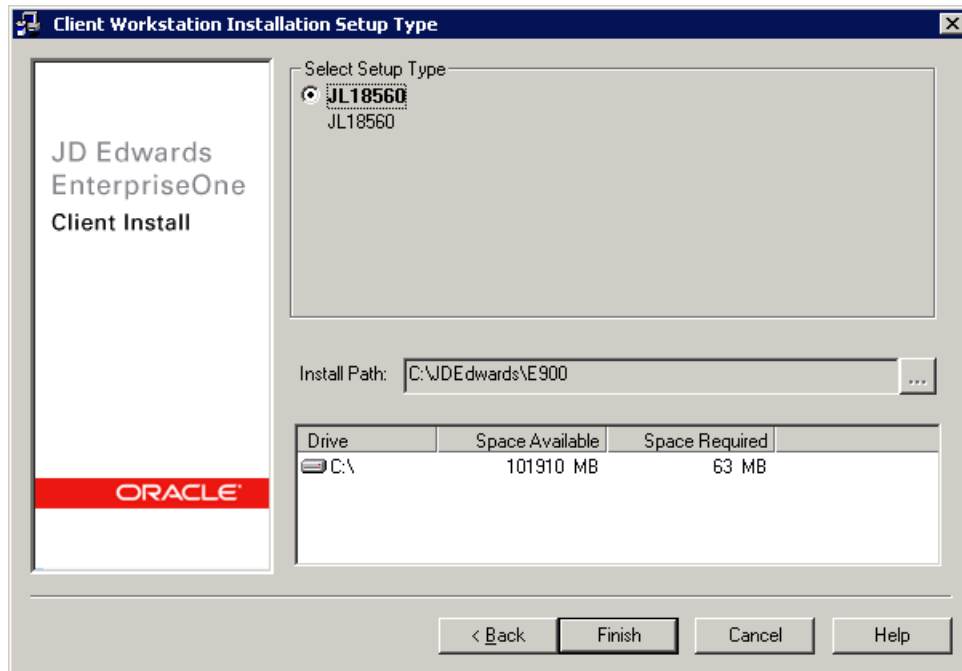 Client Workstation Installation Setup Type
JD Edwards
EnterpriseOne
Client Install
ORACLE
Select Setup Type
JL18560
JL18560
Install Path: C:\JDEdwards\E900 ...
Drive Space Available Space Required
C:\ 101910 MB 63 MB
< Back Finish Cancel Help